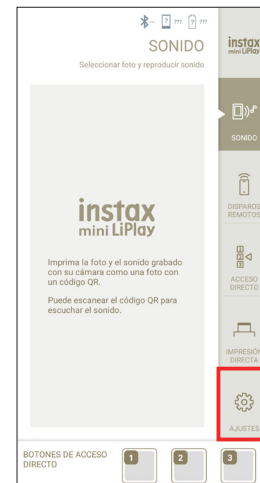 - ? ??? ? ???
SONIDO
Seleccionar foto y reproducir sonido
instax
mini LiPlay
Imprima la foto y el sonido grabado
con su cámara como una foto con
un código QR.
Puede escanear el código QR para
escuchar el sonido.
instax
mini LiPlay
SONIDO
DISPAROS
REMOTOS
ACCESO
DIRECTO
IMPRESIÓN
DIRECTA
AJUSTES
BOTONES DE ACCESO
DIRECTO
1 2 3